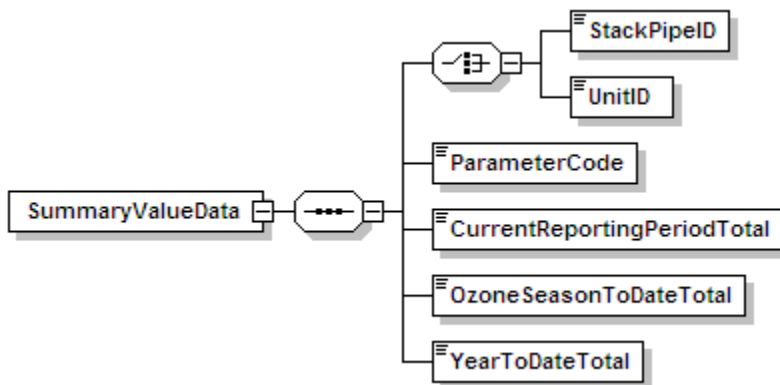 StackPipeID
UnitID
ParameterCode
SummaryValueData
CurrentReportingPeriodTotal
OzoneSeasonToDateTotal
YearToDateTotal